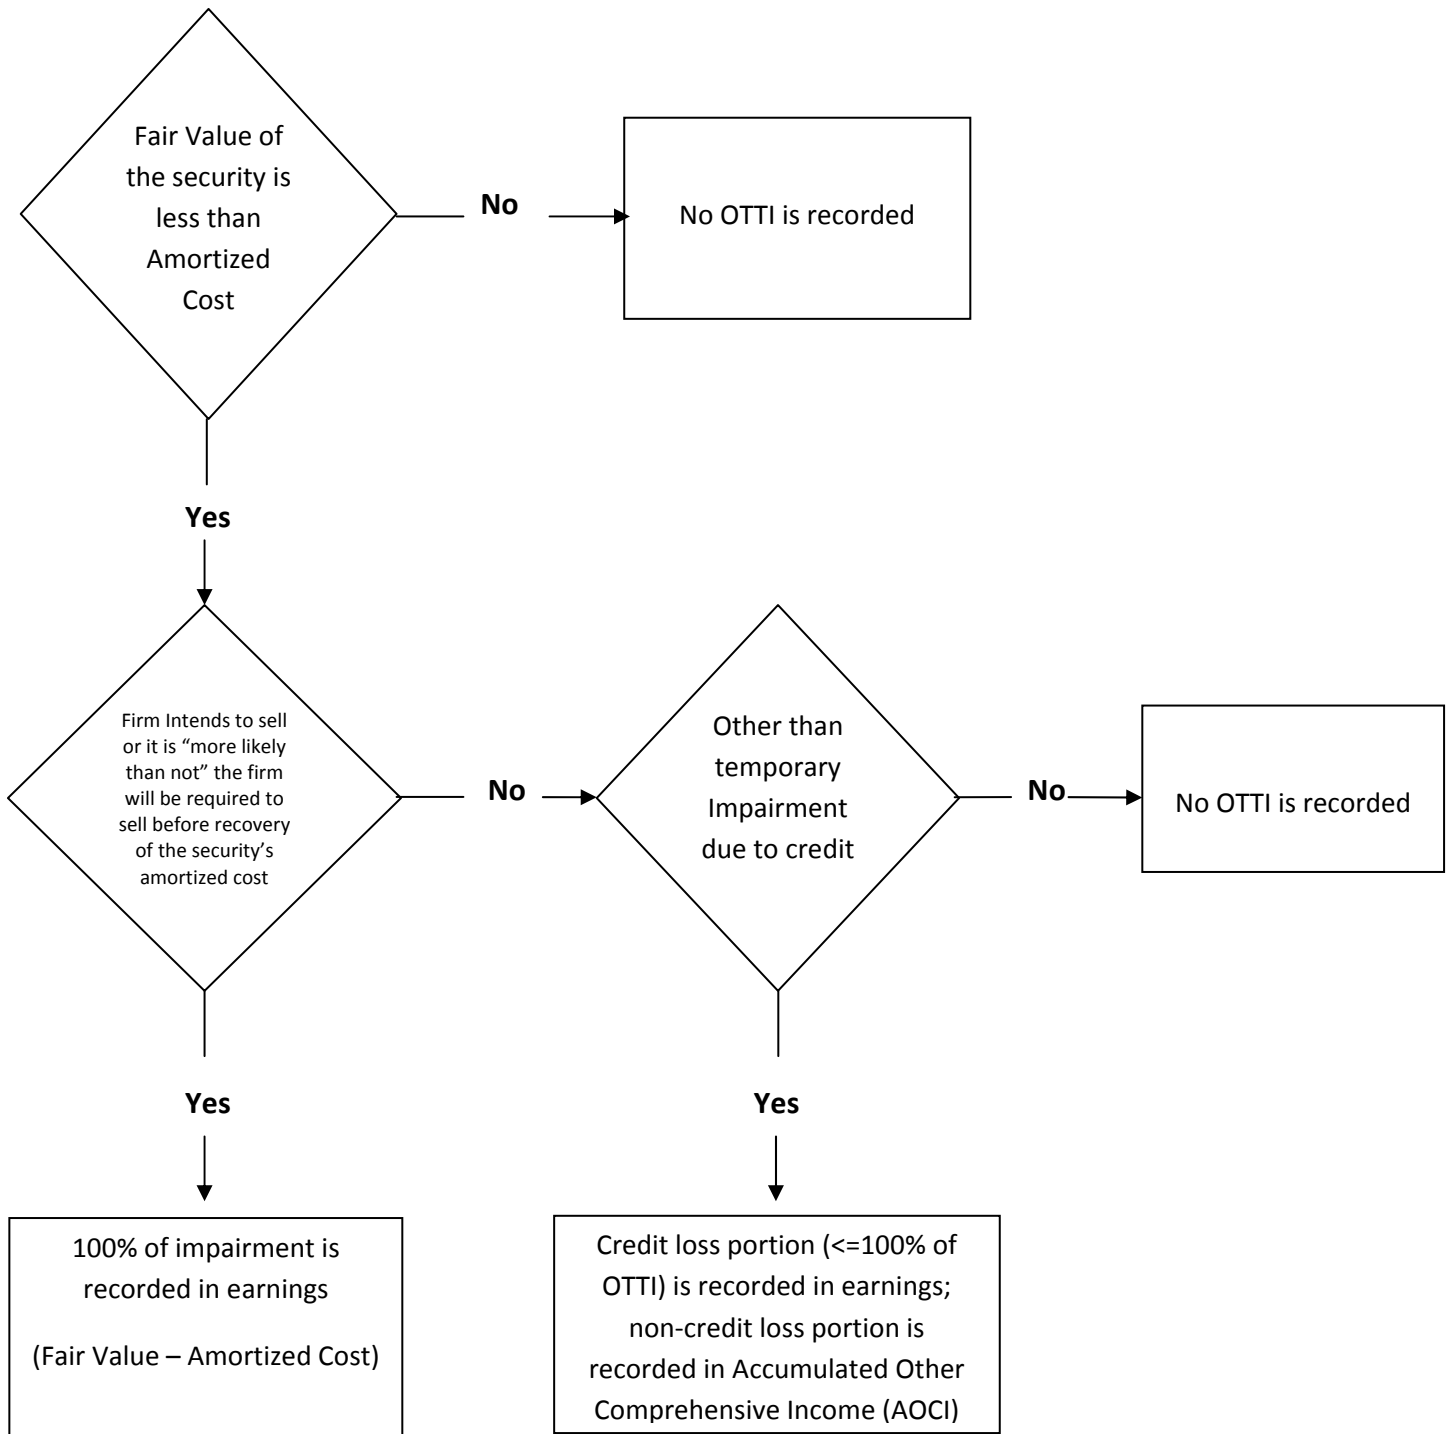 Fair Value of
the security is
less than
Amortized
Cost
No
No OTTI is recorded
Yes
Firm Intends to sell
or it is “more likely
than not” the firm
will be required to
sell before recovery
of the security’s
amortized cost
No
Other than
temporary
Impairment
due to credit
No
No OTTI is recorded
Yes
Yes
100% of impairment is
recorded in earnings
(Fair Value – Amortized Cost)
Credit loss portion (<=100% of
OTTI) is recorded in earnings;
non-credit loss portion is
recorded in Accumulated Other
Comprehensive Income (AOCI)